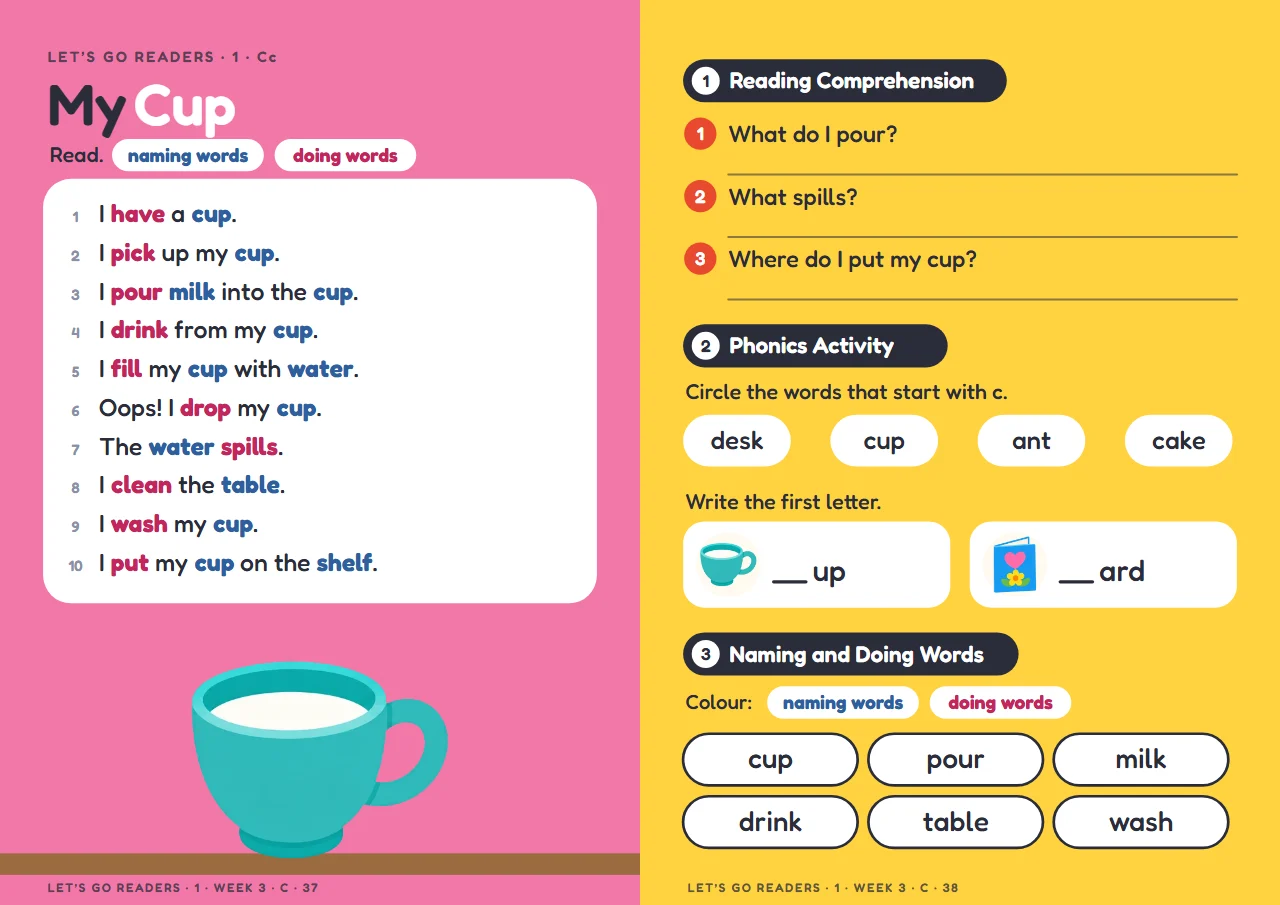 LET'S GO READERS · 1 · Cc
My Cup
Read. naming words doing words
1 I have a cup.
2 I pick up my cup.
3 I pour milk into the cup.
4 I drink from my cup.
5 I fill my cup with water.
6 Oops! I drop my cup.
7 The water spills.
8 I clean the table.
9 I wash my cup.
10 I put my cup on the shelf.
LET'S GO READERS · 1 · WEEK 3 · C · 37
1 Reading Comprehension
1 What do I pour?
2 What spills?
3 Where do I put my cup?
2 Phonics Activity
Circle the words that start with c.
desk cup ant cake
Write the first letter.
__ up __ ard
3 Naming and Doing Words
Colour: naming words doing words
cup pour milk
drink table wash
LET'S GO READERS · 1 · WEEK 3 · C · 38